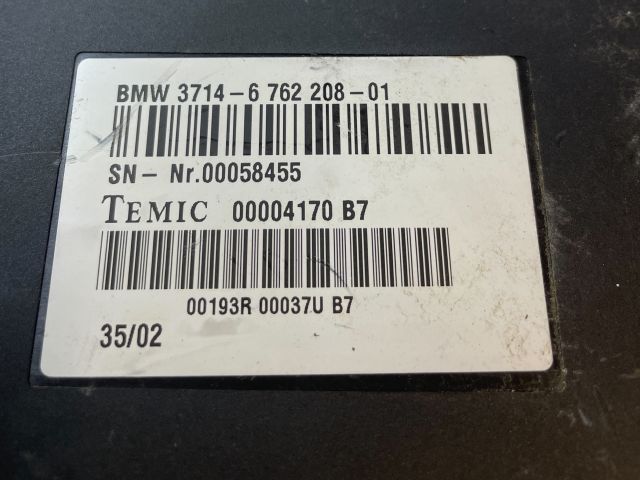 BMW 3714-6 762 208-01
SN- Nr.00058455
TEMIC 00004170 B7
00193R 00037U B7
35/02